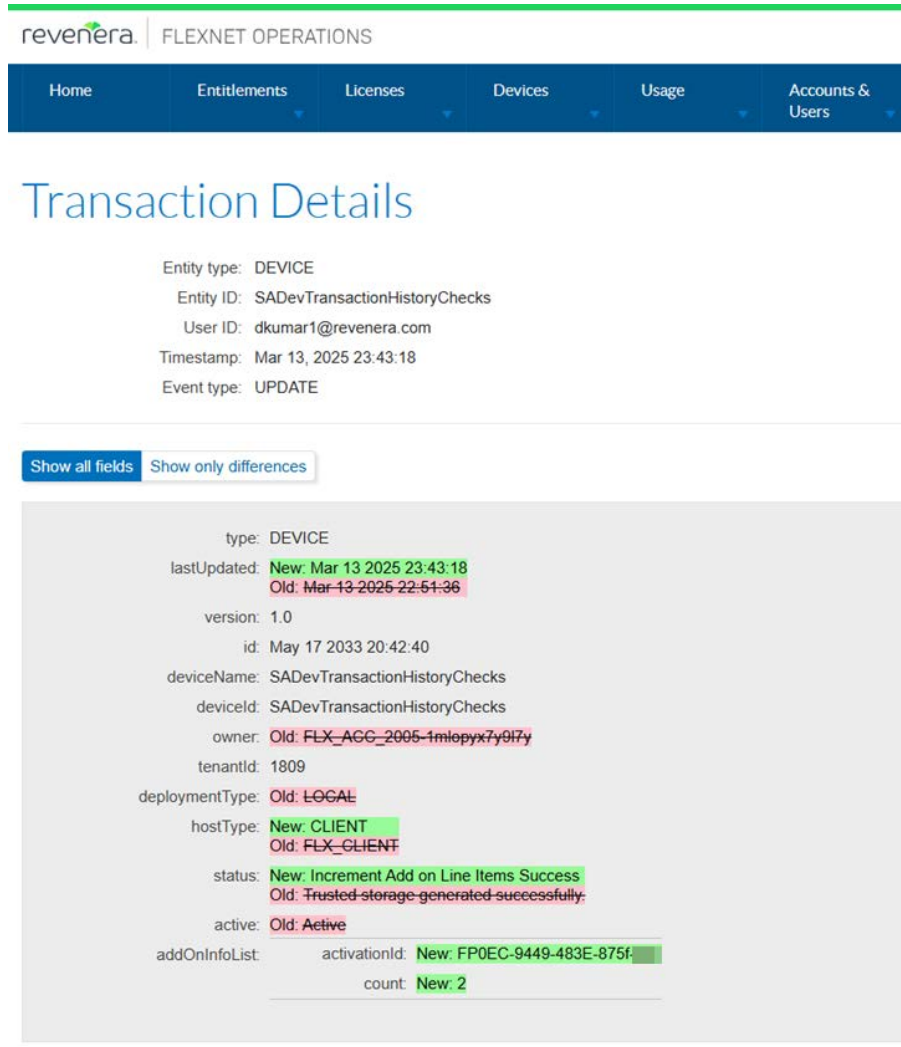 revenera. FLEXNET OPERATIONS
Home Entitlements Licenses Devices Usage Accounts & Users
Transaction Details
Entity type: DEVICE
Entity ID: SADevTransactionHistoryChecks
User ID: dkumar1@revenera.com
Timestamp: Mar 13, 2025 23:43:18
Event type: UPDATE
Show all fields Show only differences
type: DEVICE
lastUpdated: New: Mar 13 2025 23:43:18
Old: Mar 13 2025 22:51:36
version: 1.0
id: May 17 2033 20:42:40
deviceName: SADevTransactionHistoryChecks
deviceId: SADevTransactionHistoryChecks
owner: Old: FLX_ACC_2005-1mlopyx7y9l7y
tenantId: 1809
deploymentType: Old: LOCAL
hostType: New: CLIENT
Old: FLX_CLIENT
status: New: Increment Add on Line Items Success
Old: Trusted storage generated successfully.
active: Old: Active
addOnInfoList: activationId: New: FP0EC-9449-483E-875f-
count: New: 2